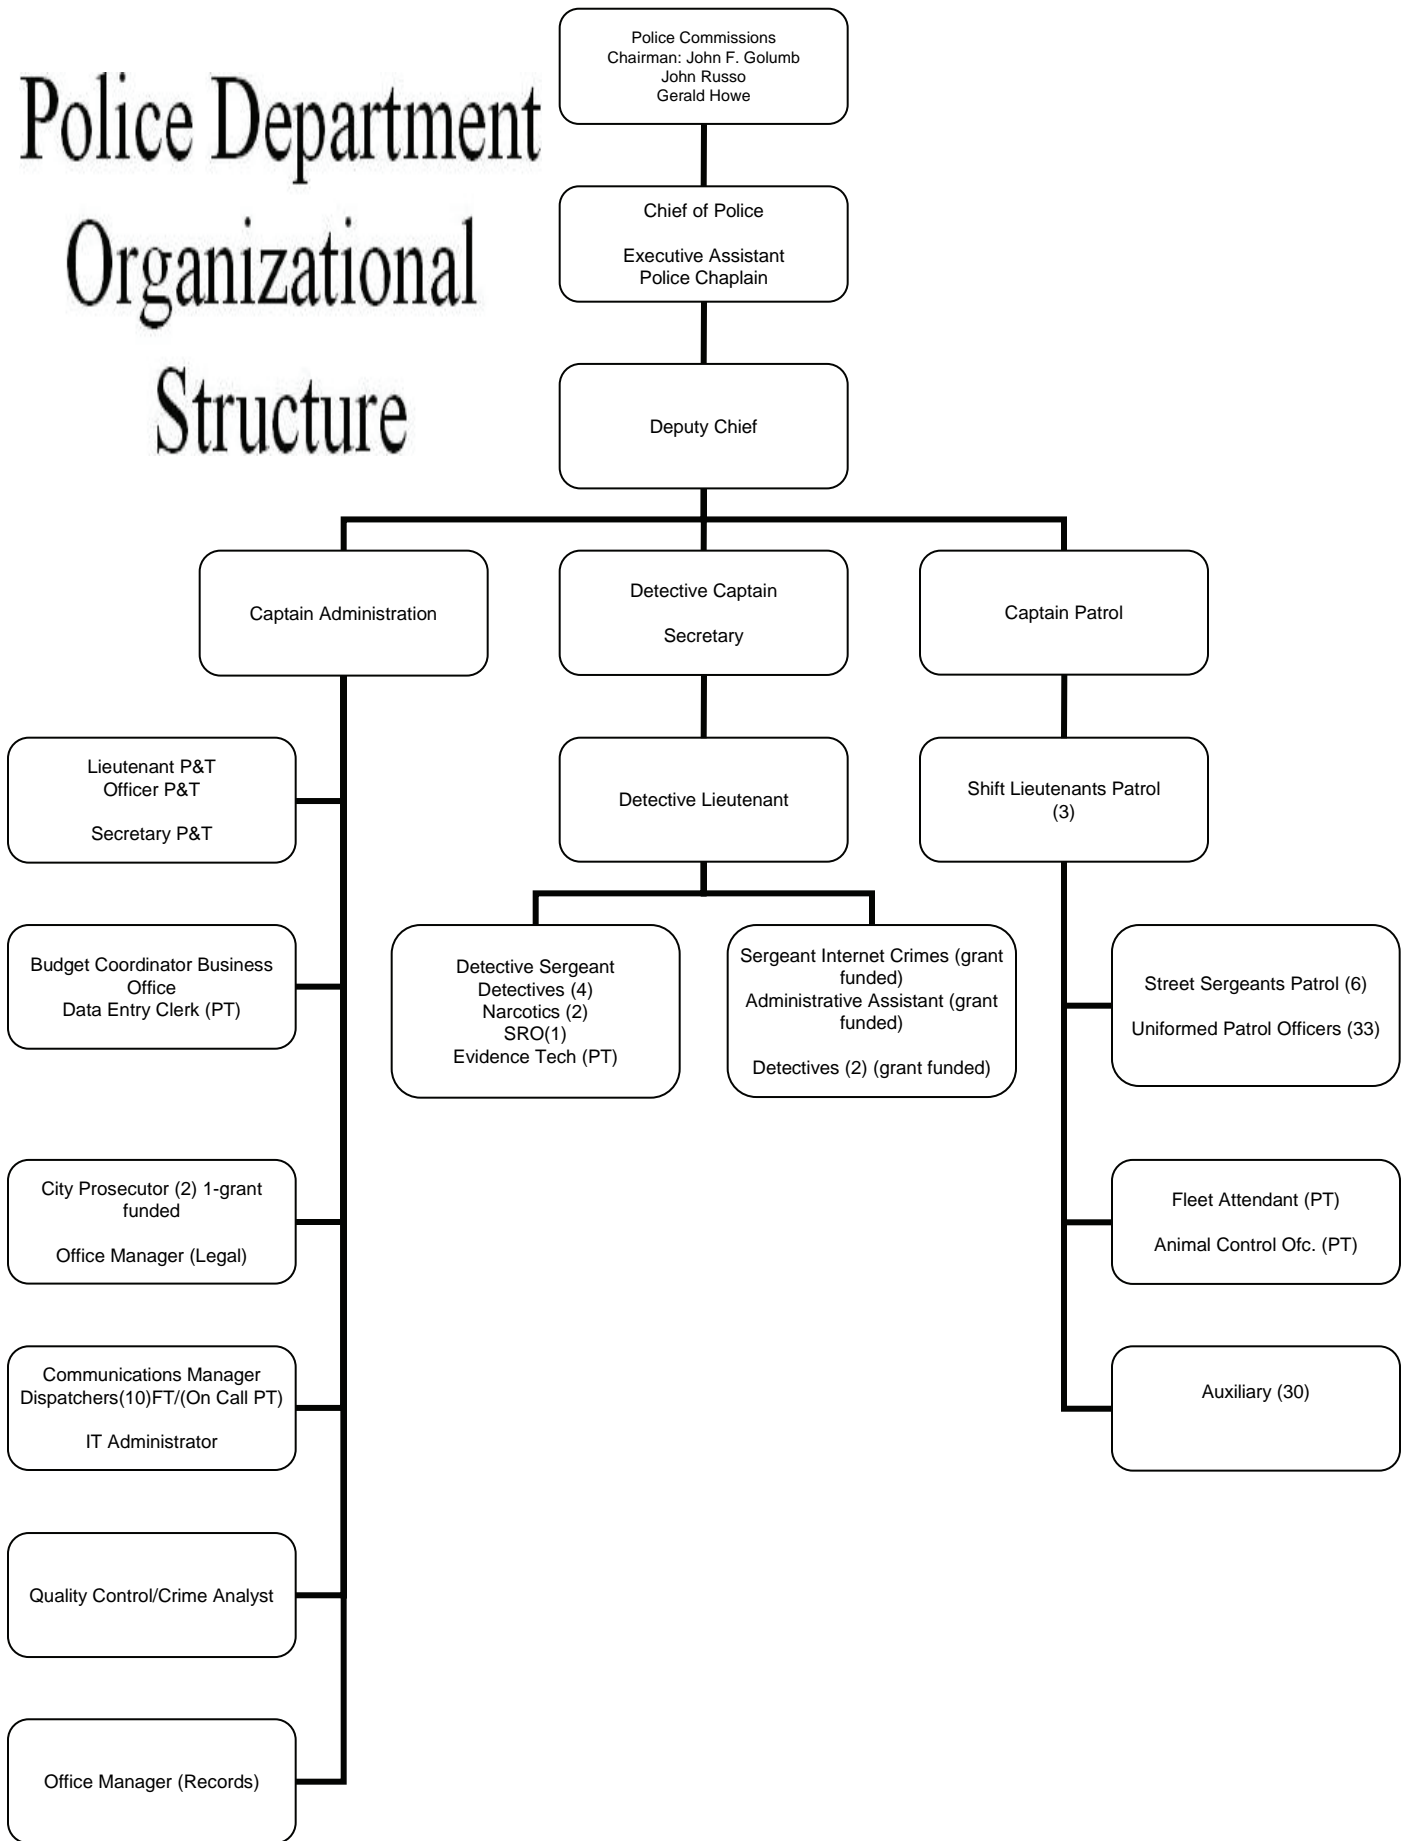 Police Department
Organizational
Structure
Police Commissions
Chairman: John F. Golumb
John Russo
Gerald Howe
Chief of Police
Executive Assistant
Police Chaplain
Deputy Chief
Captain Administration
Detective Captain
Secretary
Captain Patrol
Lieutenant P&T
Officer P&T
Secretary P&T
Detective Lieutenant
Shift Lieutenants Patrol
(3)
Budget Coordinator Business
Office
Data Entry Clerk (PT)
Detective Sergeant
Detectives (4)
Narcotics (2)
SRO(1)
Evidence Tech (PT)
Sergeant Internet Crimes (grant
funded)
Administrative Assistant (grant
funded)
Detectives (2) (grant funded)
Street Sergeants Patrol (6)
Uniformed Patrol Officers (33)
City Prosecutor (2) 1-grant
funded
Office Manager (Legal)
Fleet Attendant (PT)
Animal Control Ofc. (PT)
Communications Manager
Dispatchers(10)FT/(On Call PT)
IT Administrator
Auxiliary (30)
Quality Control/Crime Analyst
Office Manager (Records)